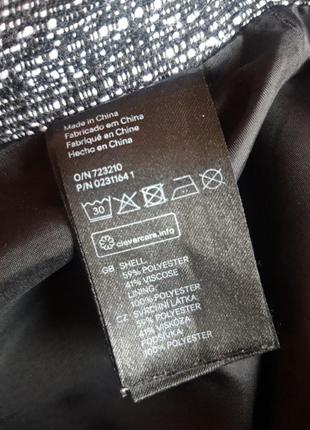 Made in China
Fabricado em China
Fabriqué en Chine
Hecho en China
O/N 723210
P/N 0231164 1
30
clevercare.info
GB SHELL:
59% POLYESTER
41% VISCOSE
LINING:
100% POLYESTER
CZ SVRCHNÍ LÁTKA:
59% POLYESTER
41% VISKÓZA
PODŠÍVKA:
100% POLYESTER